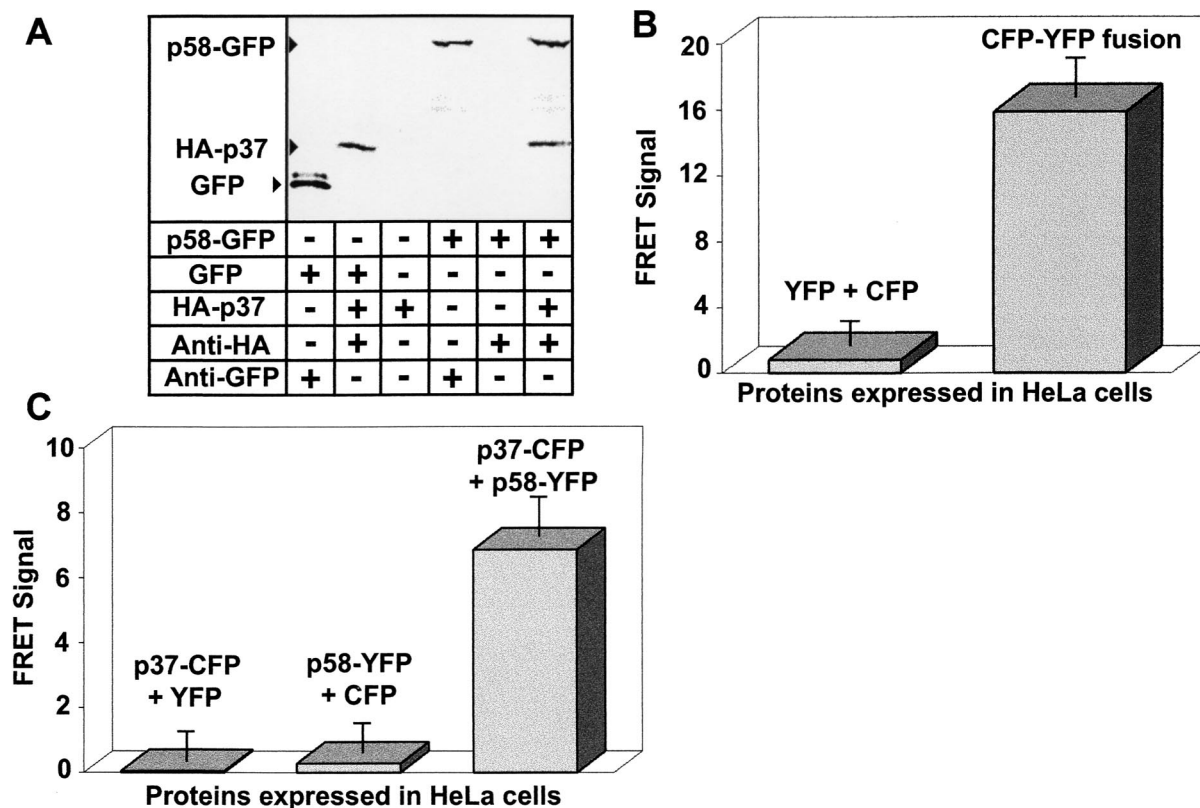 A
p58-GFP
HA-p37
GFP
p58-GFP - - - + + +
GFP + + - - - -
HA-p37 - + + - - +
Anti-HA - + - - + +
Anti-GFP + - - + - -
B
20
16
12
8
4
0
FRET Signal
YFP + CFP
CFP-YFP fusion
Proteins expressed in HeLa cells
C
10
8
6
4
2
0
FRET Signal
p37-CFP
+ YFP
p58-YFP
+ CFP
p37-CFP
+ p58-YFP
Proteins expressed in HeLa cells